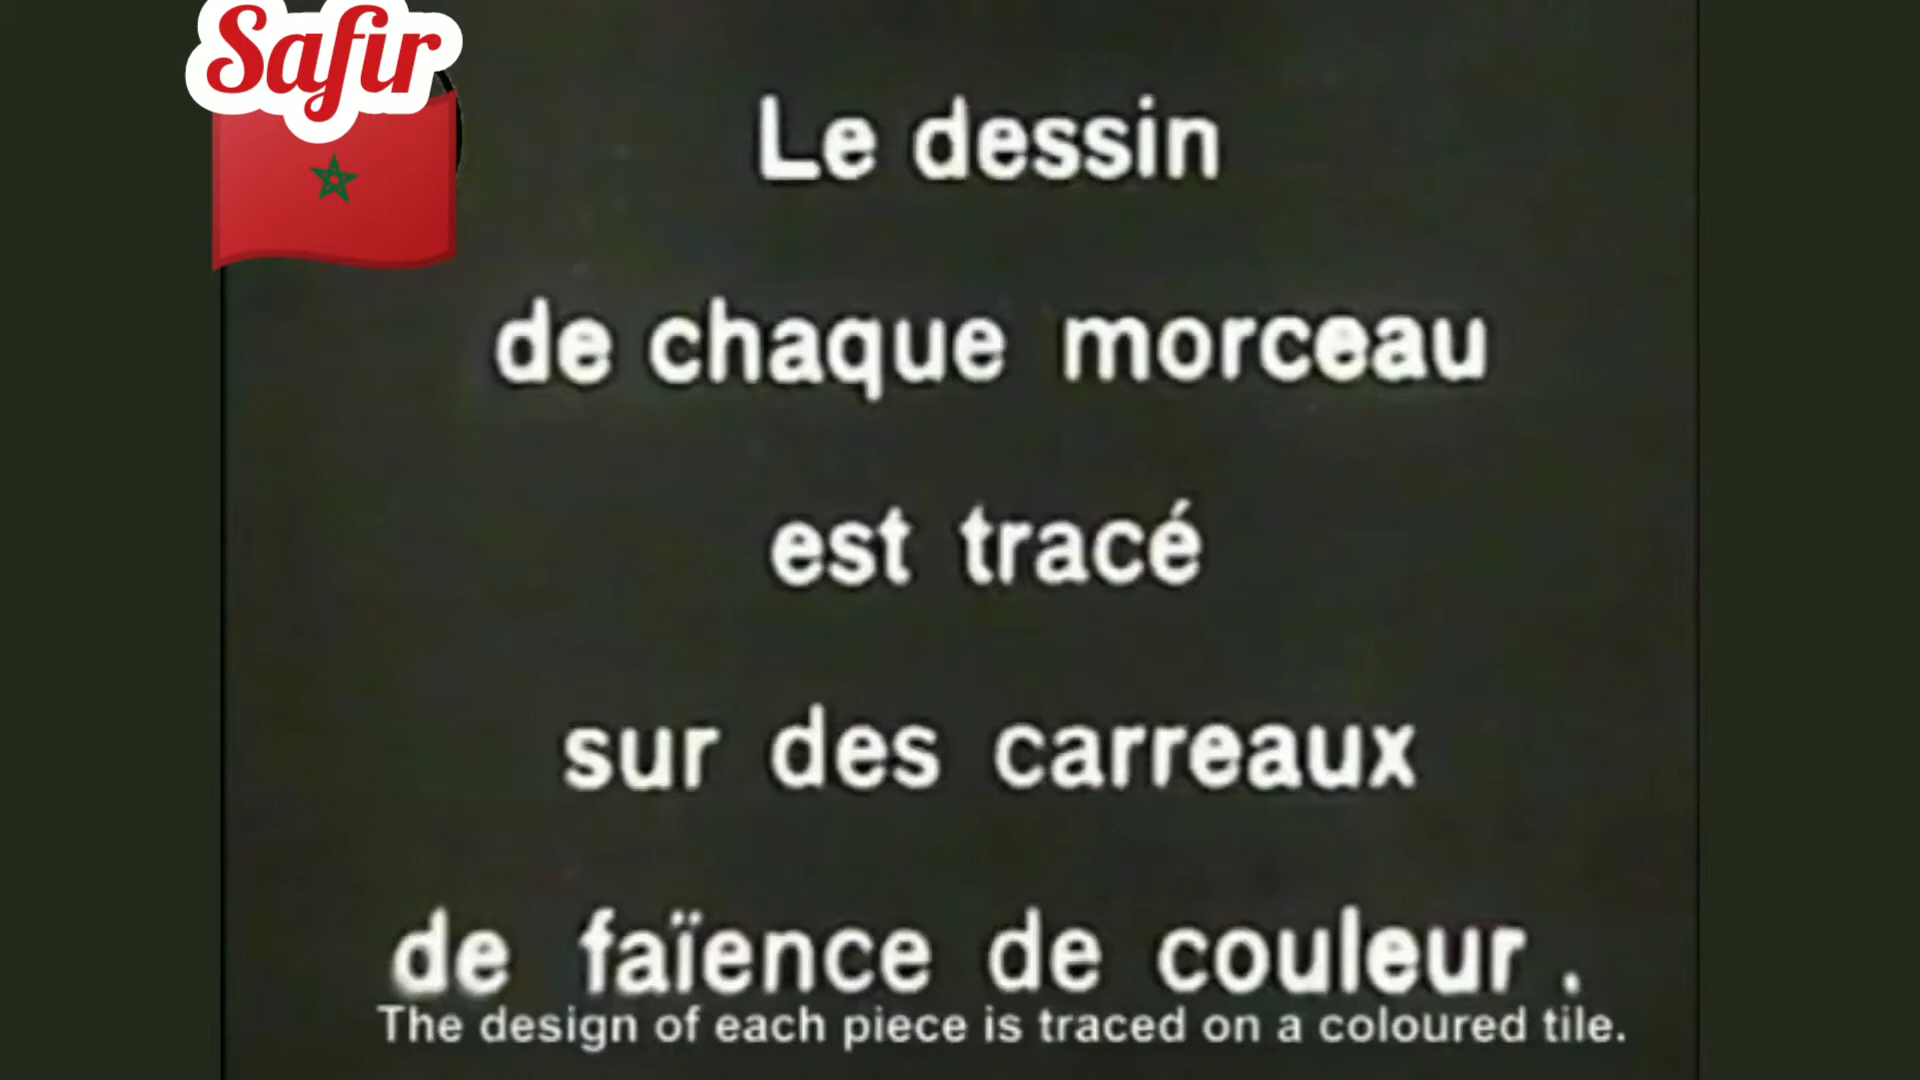 Safir
Le dessin
de chaque morceau
est tracé
sur des carreaux
de faïence de couleur .
The design of each piece is traced on a coloured tile.